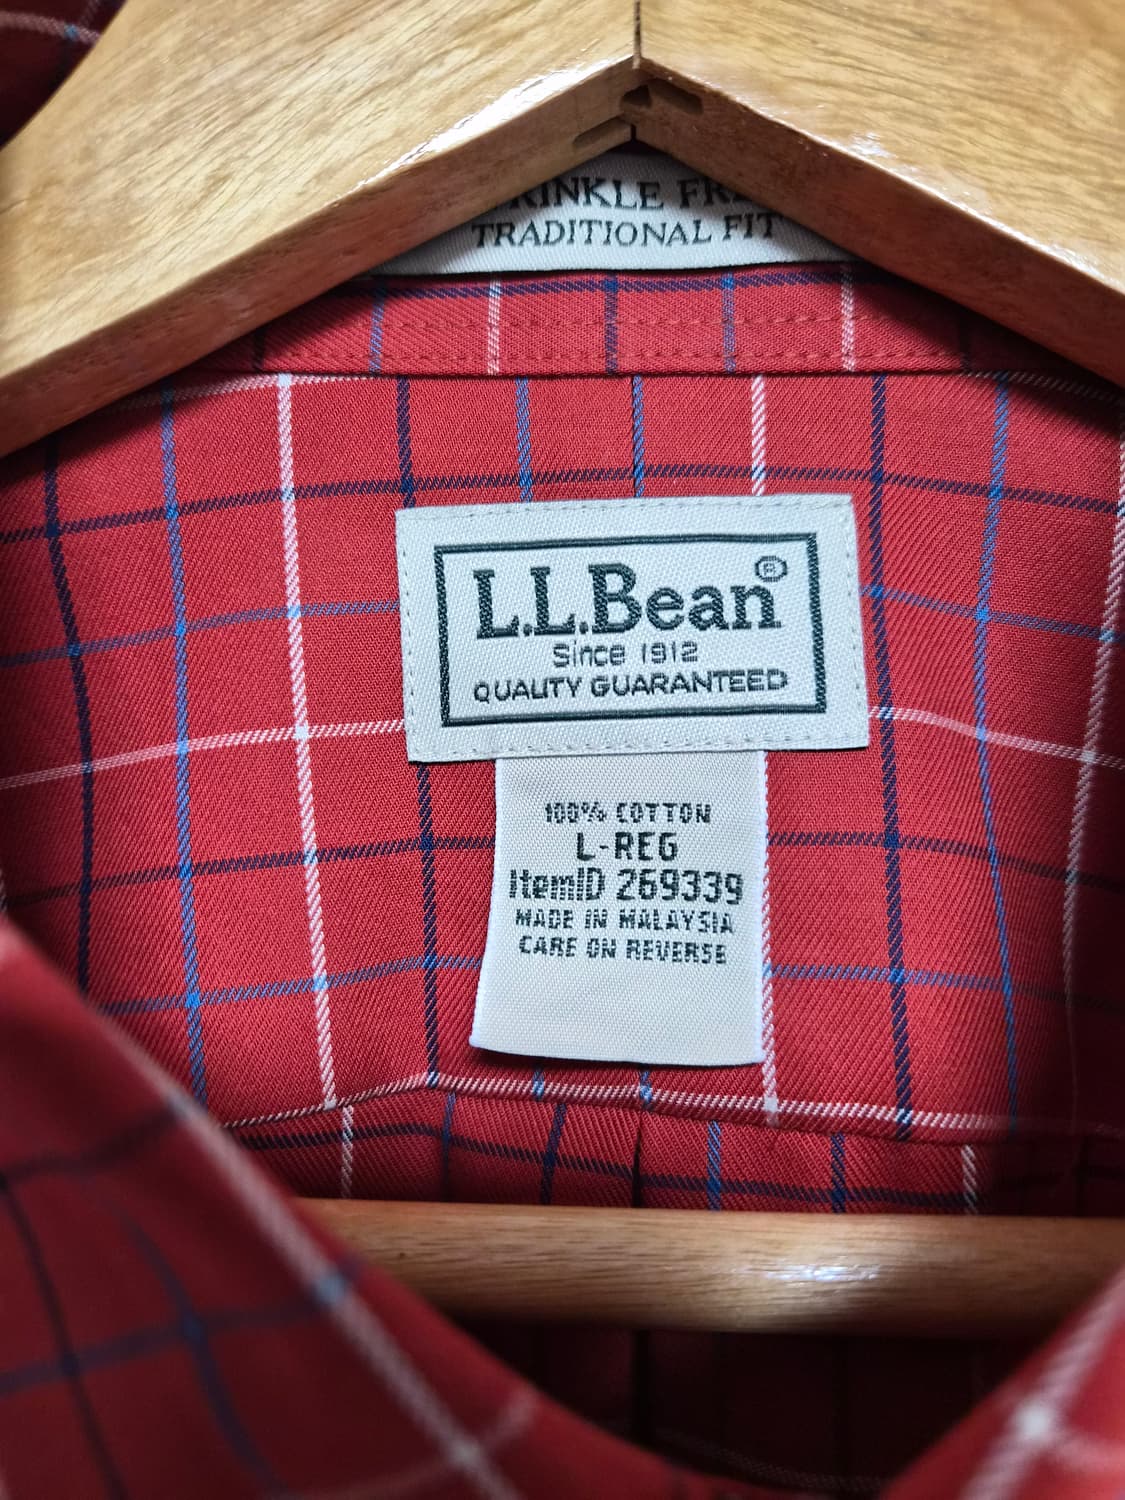 TRADITIONAL FIT
L.L.Bean®
Since 1912
QUALITY GUARANTEED
100% COTTON
L-REG
ItemID 269339
MADE IN MALAYSIA
CARE ON REVERSE